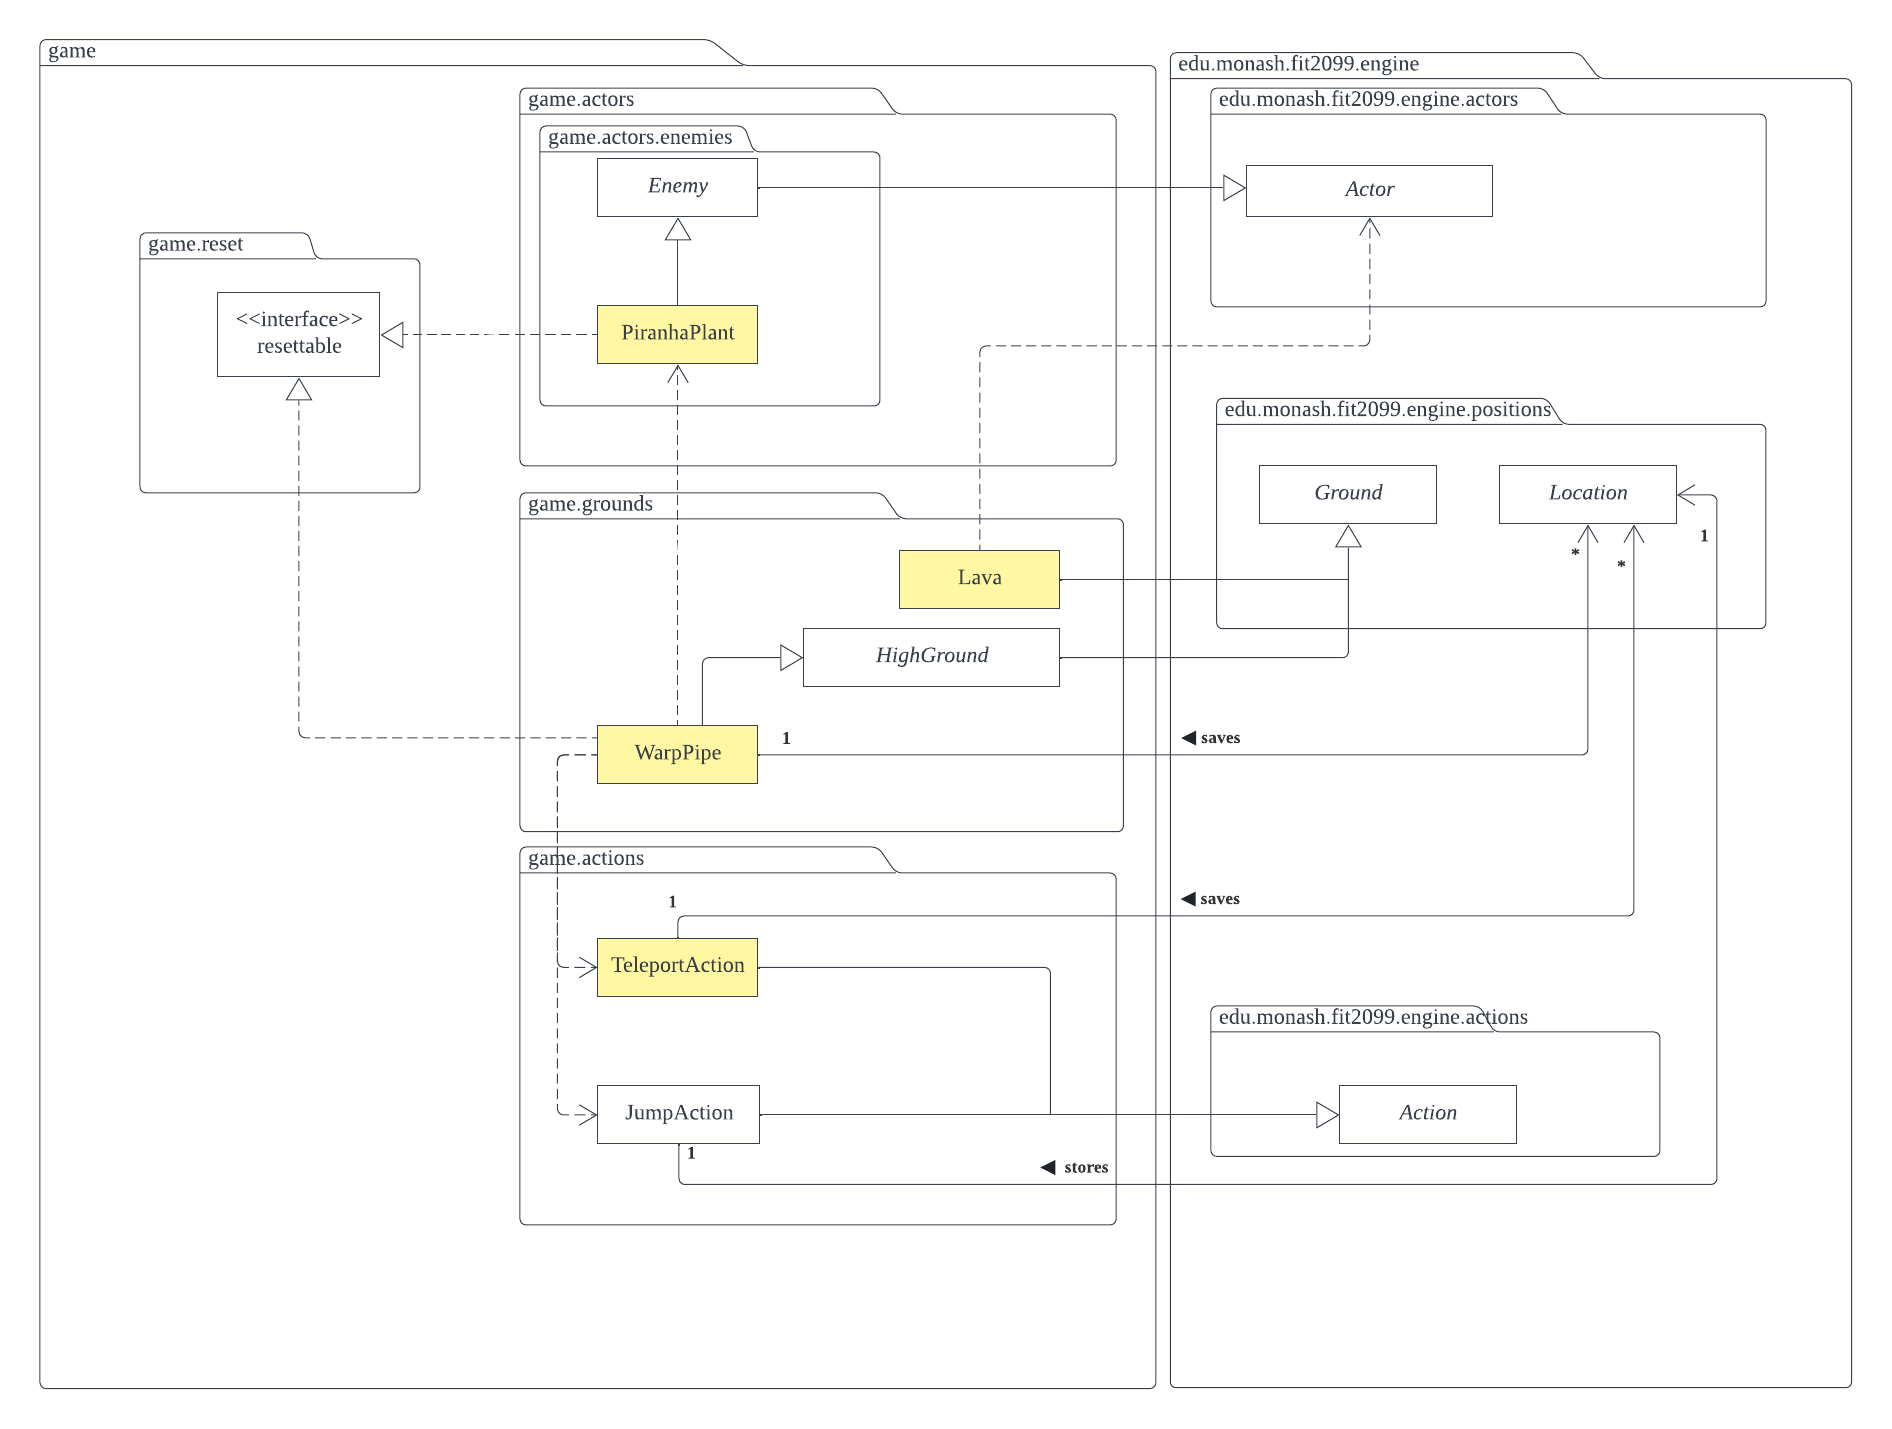 game
edu.monash.fit2099.engine
game.actors
edu.monash.fit2099.engine.actors
game.actors.enemies
Enemy
Actor
game.reset
<<interface>>
resettable
PiranhaPlant
edu.monash.fit2099.engine.positions
Ground
Location
game.grounds
1
*
*
Lava
HighGround
WarpPipe
1
saves
game.actions
1
saves
TeleportAction
edu.monash.fit2099.engine.actions
JumpAction
Action
1
stores